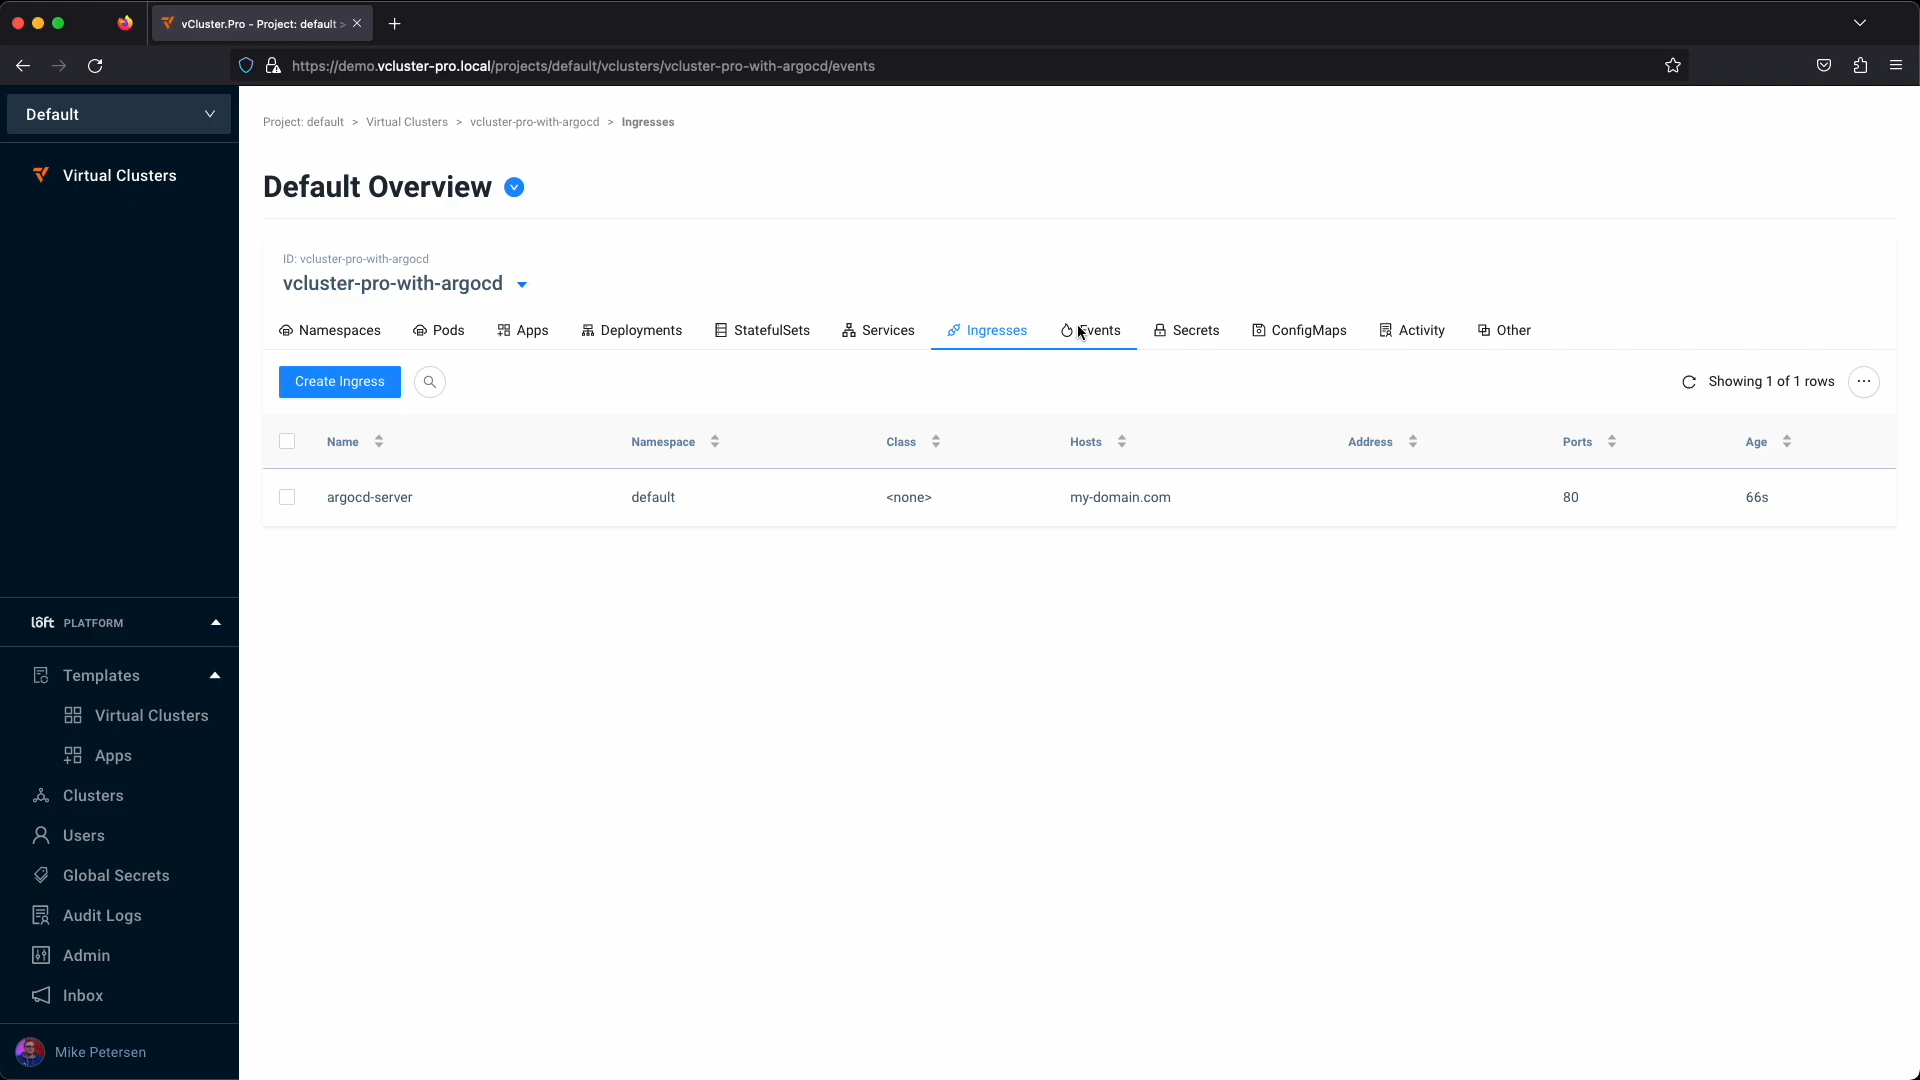 vCluster.Pro - Project: default >
https://demo.vcluster-pro.local/projects/default/vclusters/vcluster-pro-with-argocd/events
Default
Virtual Clusters
Project: default > Virtual Clusters > vcluster-pro-with-argocd > Ingresses
Default Overview
ID: vcluster-pro-with-argocd
vcluster-pro-with-argocd
Namespaces Pods Apps Deployments StatefulSets Services Ingresses Events Secrets ConfigMaps Activity Other
Create Ingress Showing 1 of 1 rows
Name Namespace Class Hosts Address Ports Age
argocd-server default <none> my-domain.com 80 66s
loft PLATFORM
Templates
Virtual Clusters
Apps
Clusters
Users
Global Secrets
Audit Logs
Admin
Inbox
Mike Petersen